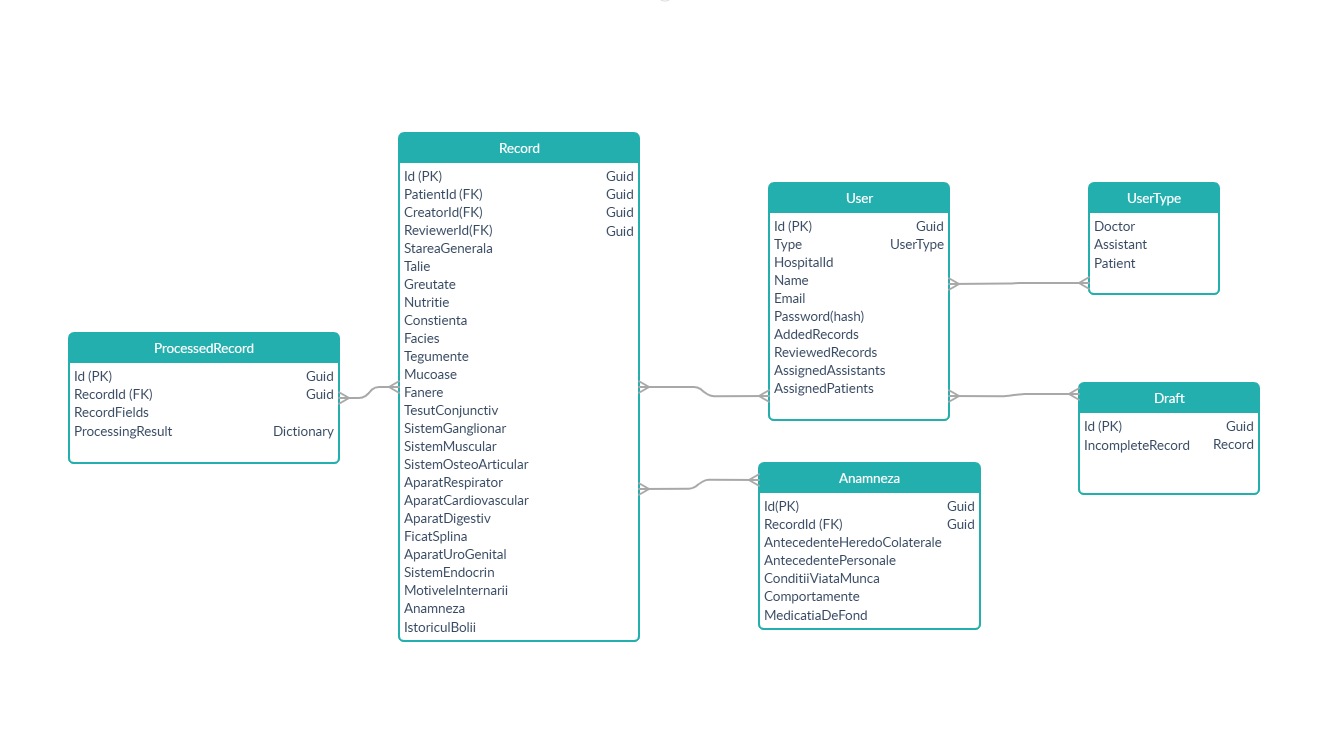 ProcessedRecord
Id (PK) Guid
RecordId (FK) Guid
RecordFields
ProcessingResult Dictionary
Record
Id (PK) Guid
PatientId (FK) Guid
CreatorId(FK) Guid
ReviewerId(FK) Guid
StareaGenerala
Talie
Greutate
Nutritie
Constienta
Facies
Tegumente
Mucoase
Fanere
TesutConjunctiv
SistemGanglionar
SistemMuscular
SistemOsteoArticular
AparatRespirator
AparatCardiovascular
AparatDigestiv
FicatSplina
AparatUroGenital
SistemEndocrin
MotiveleInternarii
Anamneza
IstoriculBolii
User
Id (PK) Guid
Type UserType
HospitalId
Name
Email
Password(hash)
AddedRecords
ReviewedRecords
AssignedAssistants
AssignedPatients
Anamneza
Id(PK) Guid
RecordId (FK) Guid
AntecedenteHeredoColaterale
AntecedentePersonale
ConditiiViataMunca
Comportamente
MedicatiaDeFond
UserType
Doctor
Assistant
Patient
Draft
Id (PK) Guid
IncompleteRecord Record